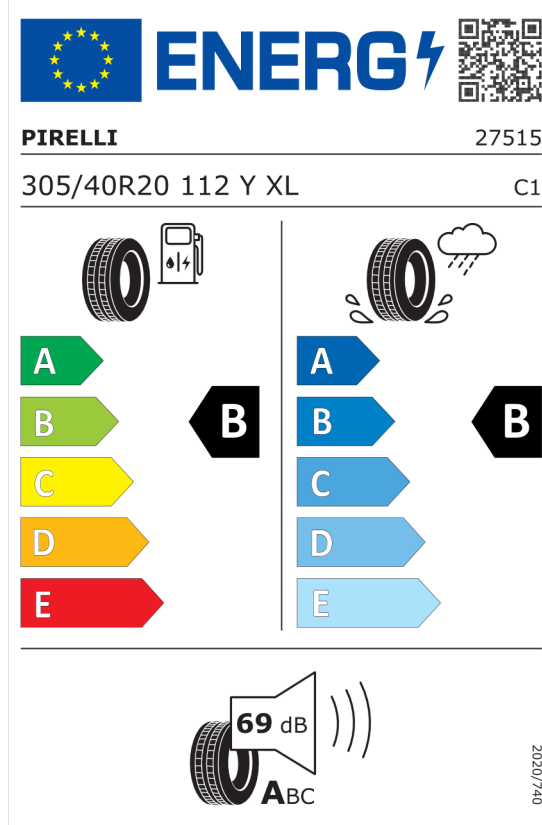 ENERG
PIRELLI 27515
305/40R20 112 Y XL C1
A A
B B B B
C C
D D
E E
69 dB
ABC
2020/740